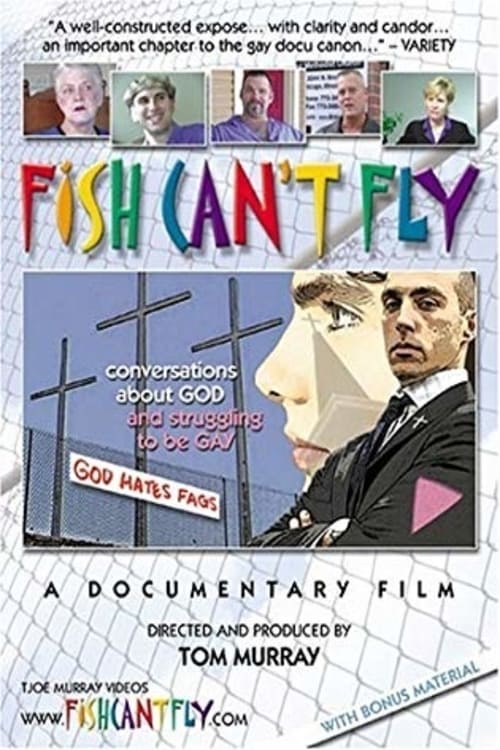 "A well-constructed expose... with clarity and candor...
an important chapter to the gay docu canon..." – VARIETY
FISH CAN'T FLY
conversations
about GOD
and struggling
to be GAY
GOD HATES FAGS
A DOCUMENTARY FILM
DIRECTED AND PRODUCED BY
TOM MURRAY
TJOE MURRAY VIDEOS
WWW.FISHCANTFLY.COM
WITH BONUS MATERIAL